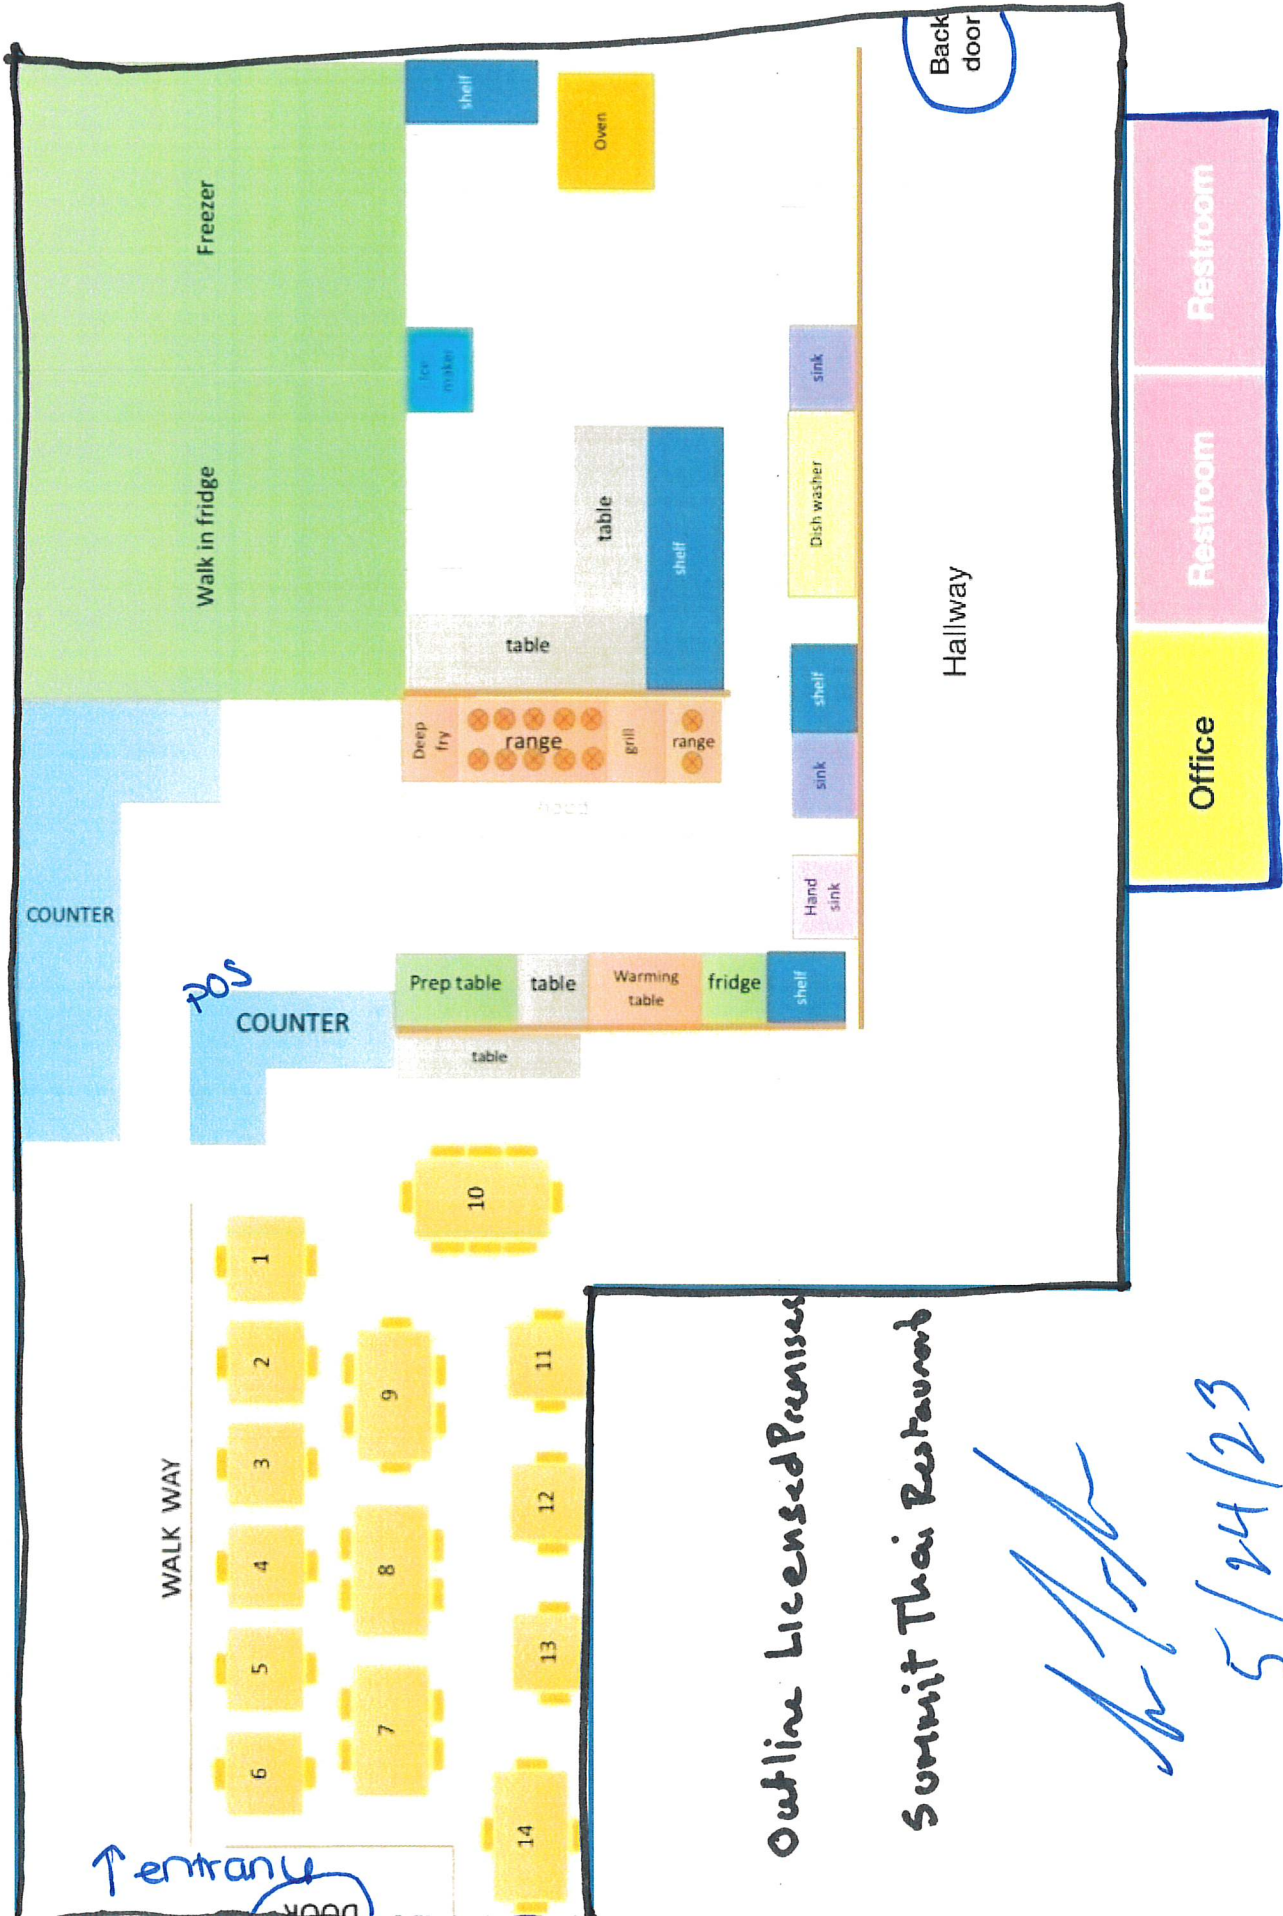 Back
door
shelf
Oven
Freezer
Restroom
Ice
maker
sink
Walk in fridge
table
Dish washer
shelf
Restroom
Hallway
table
shelf
Deep
fry
range
grill
range
sink
Office
Hood
COUNTER
Hand
sink
POS
COUNTER
Prep table
table
Warming
table
fridge
shelf
table
10
1
2
9
11
3
WALK WAY
12
4
8
5
13
7
6
14
↑ entrance
DOOR
Outline Licensed Premises
Summit Thai Restaurant
5/24/23